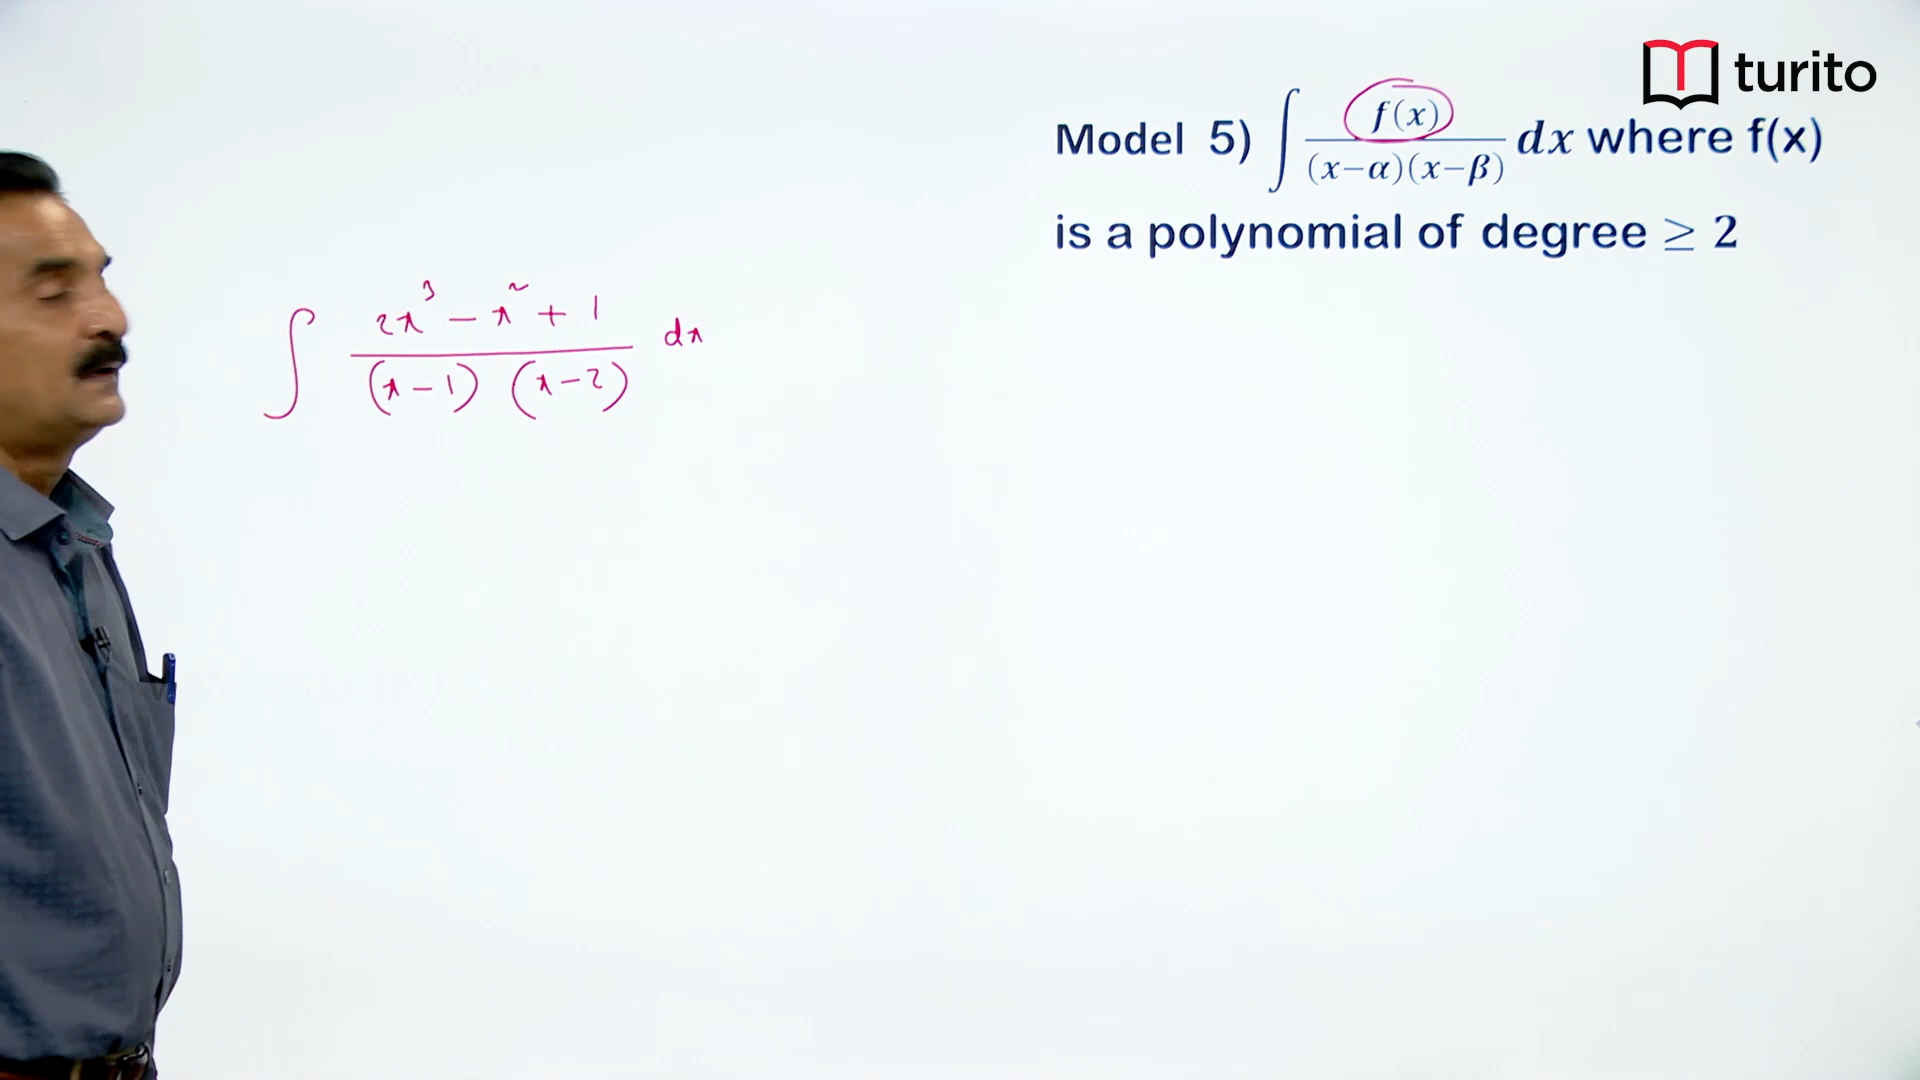 turito
Model 5) ∫ f(x) / (x−α)(x−β) dx where f(x)
is a polynomial of degree ≥ 2
∫ 2x³ − x² + 1 / (x − 1) (x − 2) dx